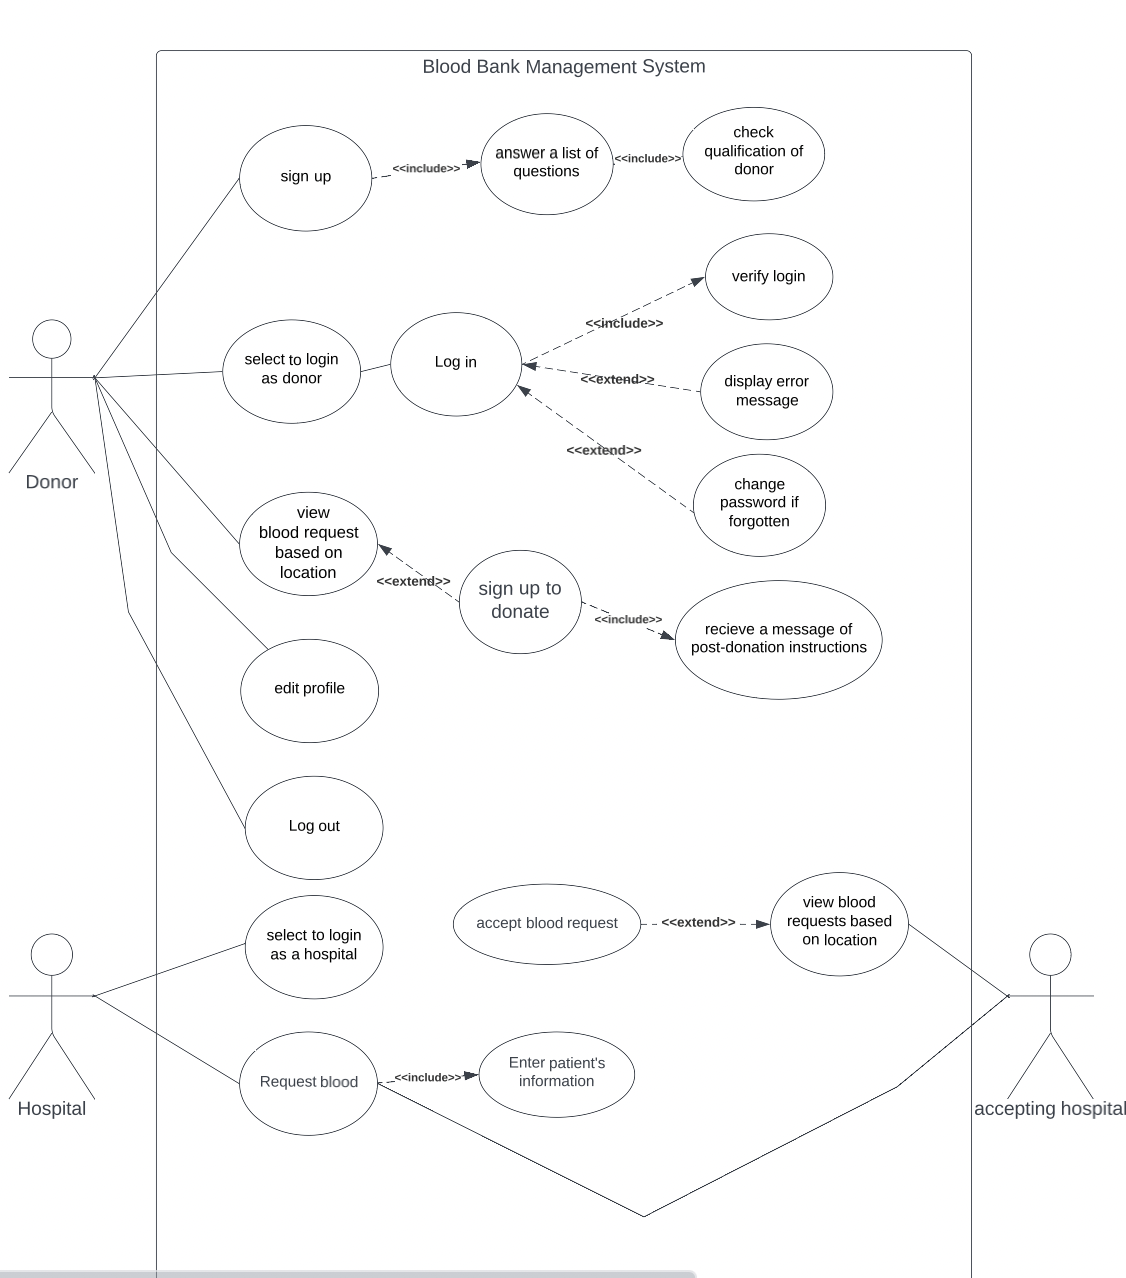 Blood Bank Management System
sign up
<<include>>
answer a list of
questions
<<include>>
check
qualification of
donor
verify login
<<include>>
select to login
as donor
Log in
<<extend>>
display error
message
<<extend>>
change
password if
forgotten
Donor
view
blood request
based on
location
<<extend>>
sign up to
donate
<<include>>
recieve a message of
post-donation instructions
edit profile
Log out
select to login
as a hospital
accept blood request
<<extend>>
view blood
requests based
on location
Request blood
<<include>>
Enter patient's
information
Hospital
accepting hospital